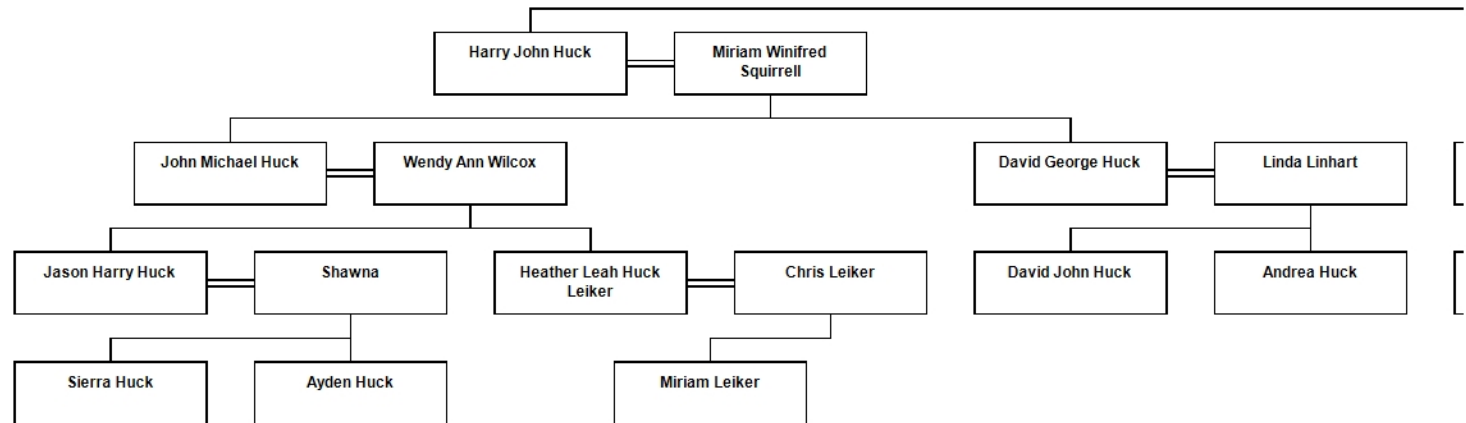 Harry John Huck
Miriam Winifred
Squirrell
John Michael Huck
Wendy Ann Wilcox
David George Huck
Linda Linhart
Jason Harry Huck
Shawna
Heather Leah Huck
Leiker
Chris Leiker
David John Huck
Andrea Huck
Sierra Huck
Ayden Huck
Miriam Leiker